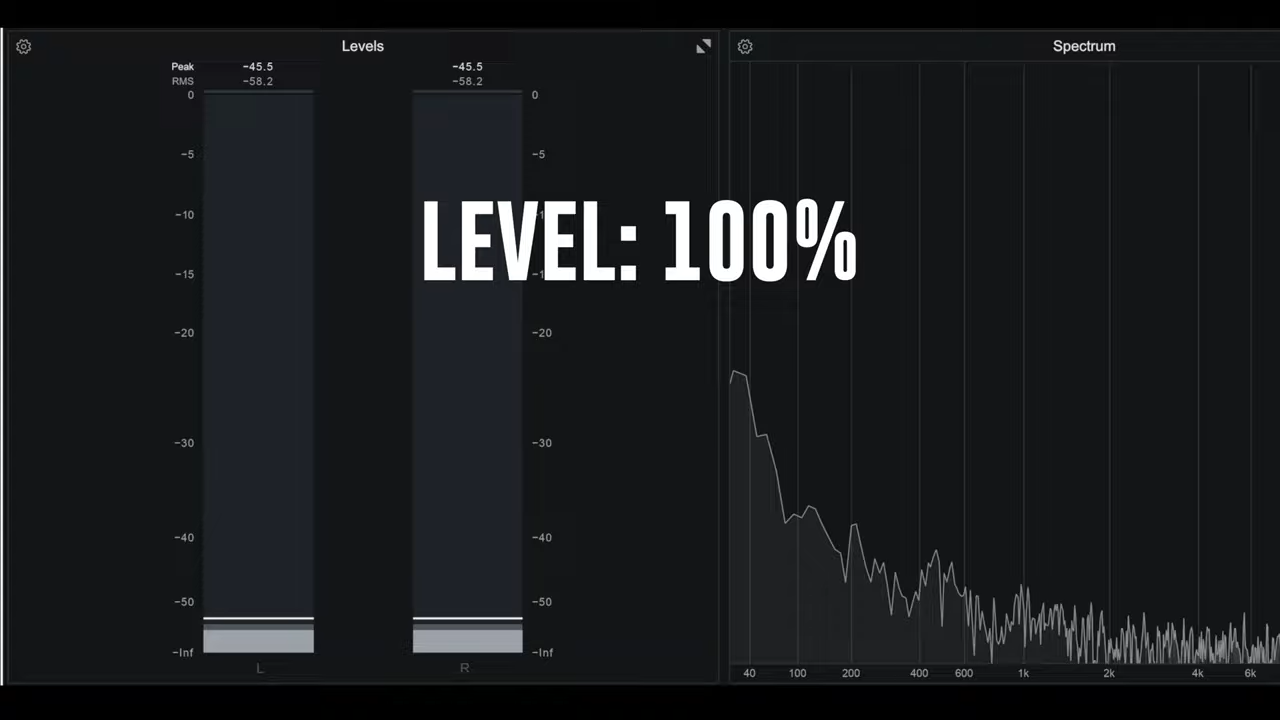 Levels
Spectrum
Peak −45.5 −45.5
RMS −58.2 −58.2
0 0
−5 −5
−10
LEVEL: 100%
−15
−20 −20
−30 −30
−40 −40
−50 −50
−Inf −Inf
L R
40 100 200 400 600 1k 2k 4k 6k